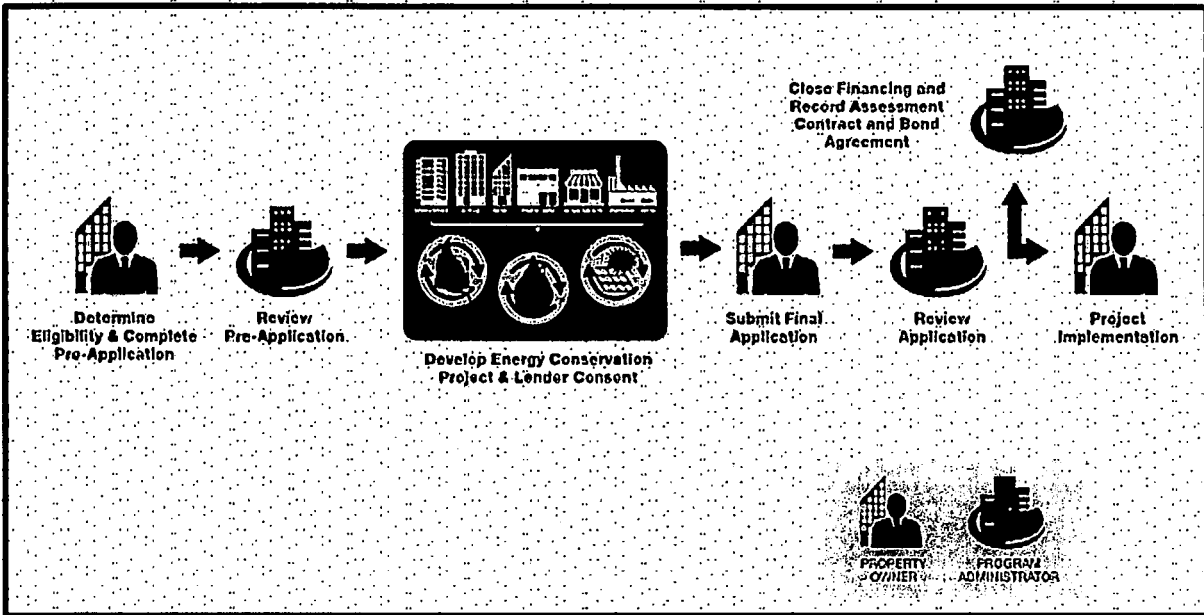 Close Financing and
Record Assessment
Contract and Bond
Agreement
Determine
Eligibility & Complete
Pre-Application
Review
Pre-Application
Develop Energy Conservation
Project & Lender Consent
Submit Final
Application
Review
Application
Project
Implementation
PROPERTY
OWNER
PROGRAM
ADMINISTRATOR